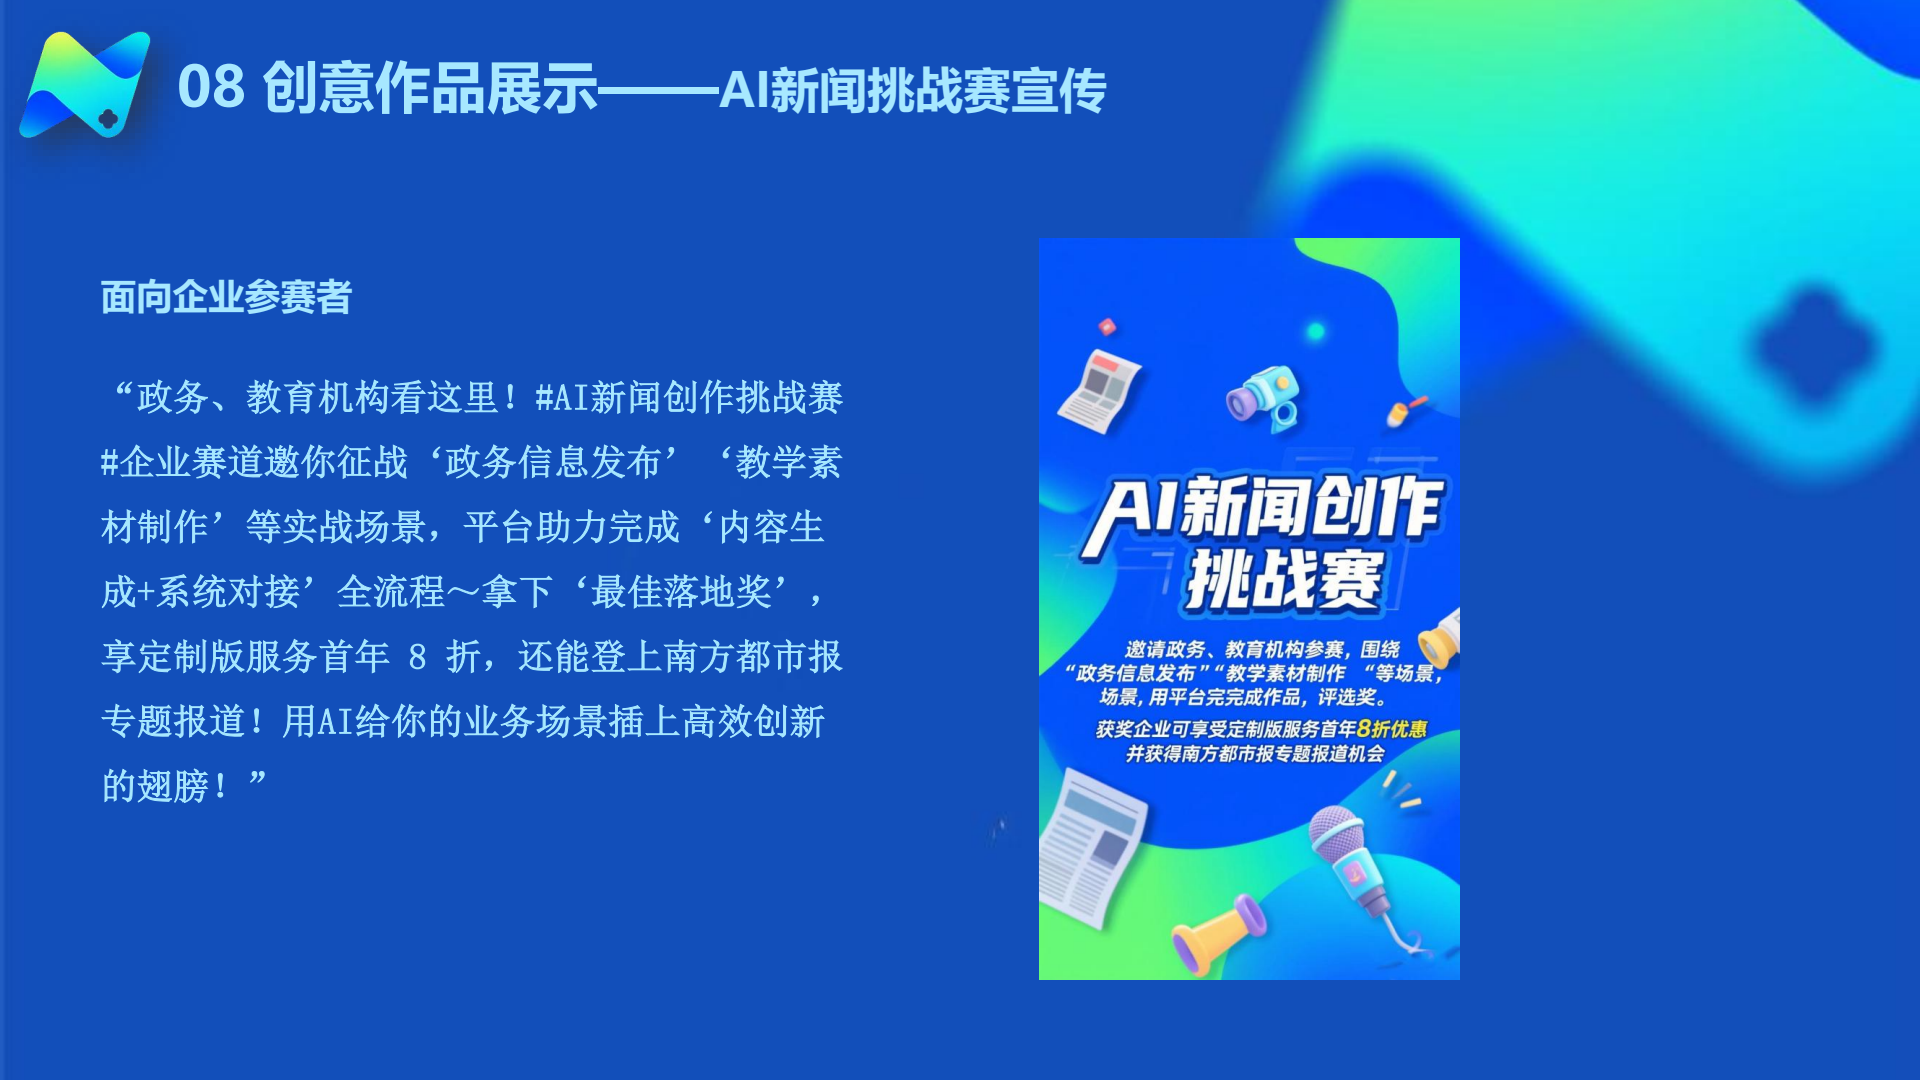 08 创意作品展示——AI新闻挑战赛宣传
面向企业参赛者
“政务、教育机构看这里！#AI新闻创作挑战赛
#企业赛道邀你征战‘政务信息发布’‘教学素
材制作’等实战场景，平台助力完成‘内容生
成+系统对接’全流程～拿下‘最佳落地奖’，
享定制版服务首年 8 折，还能登上南方都市报
专题报道！用AI给你的业务场景插上高效创新
的翅膀！”
AI新闻创作
挑战赛
邀请政务、教育机构参赛，围绕
“政务信息发布”“教学素材制作 “等场景，
场景，用平台完完成作品，评选奖。
获奖企业可享受定制版服务首年8折优惠
并获得南方都市报专题报道机会